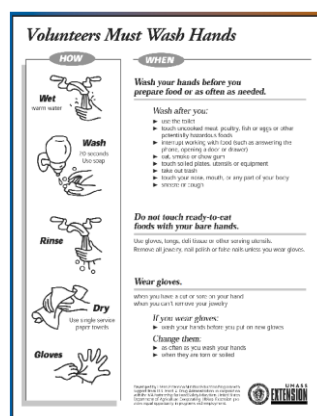 Volunteers Must Wash Hands
HOW
WHEN
Wet
warm water
Wash
20 seconds
Use soap
Rinse
Dry
Use single service
paper towels
Gloves
Wash your hands before you
prepare food or as often as needed.
Wash after you:
► use the toilet
► touch uncooked meat, poultry, fish or eggs or other
potentially hazardous foods
► interrupt working with food (such as answering the
phone, opening a door or drawer)
► eat, smoke or chew gum
► touch soiled plates, utensils or equipment
► take out trash
► touch your nose, mouth, or any part of your body
► sneeze or cough
Do not touch ready-to-eat
foods with your bare hands.
Use gloves, tongs, deli tissue or other serving utensils.
Remove all jewelry, nail polish or false nails unless you wear gloves.
Wear gloves.
when you have a cut or sore on your hand
when you can't remove your jewelry
If you wear gloves:
► wash your hands before you put on new gloves
Change them:
► as often as you wash your hands
► when they are torn or soiled
UMASS
EXTENSION